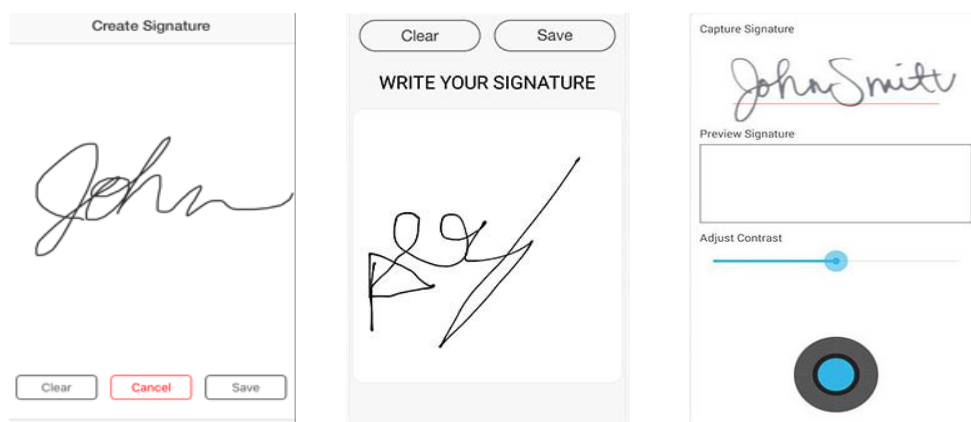 Create Signature
John
Clear Cancel Save
Clear Save
WRITE YOUR SIGNATURE
Capture Signature
John Smith
Preview Signature
Adjust Contrast